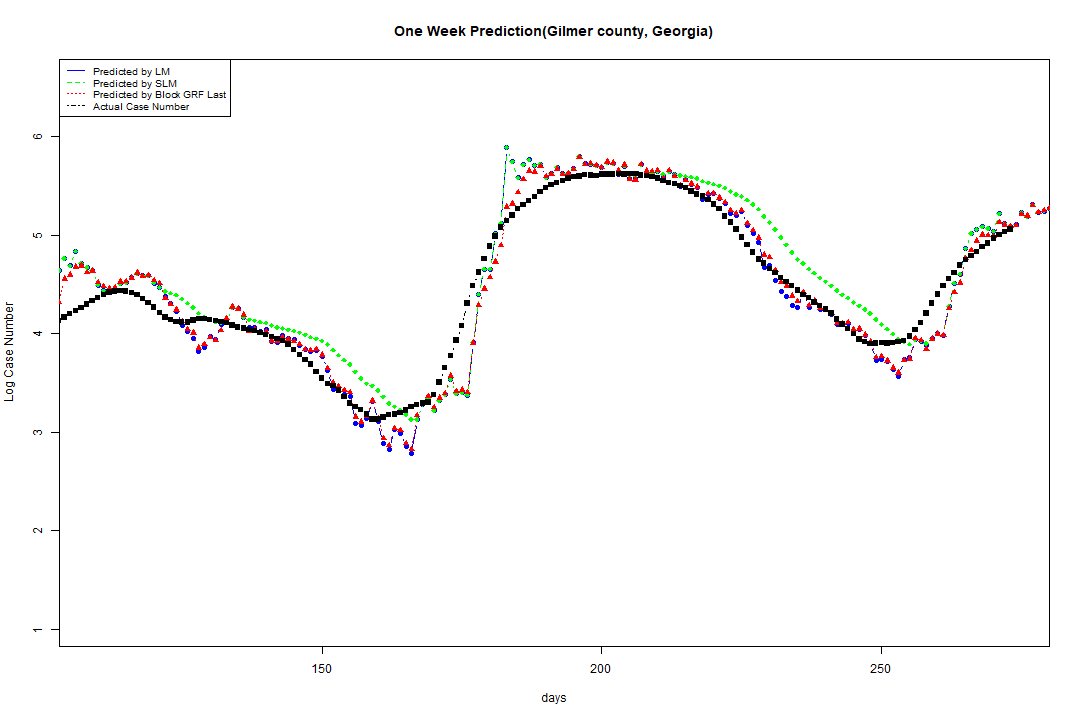 One Week Prediction(Gilmer county, Georgia)
Predicted by LM
Predicted by SLM
Predicted by Block GRF Last
Actual Case Number
Log Case Number
6
5
4
3
2
1
150
200
250
days